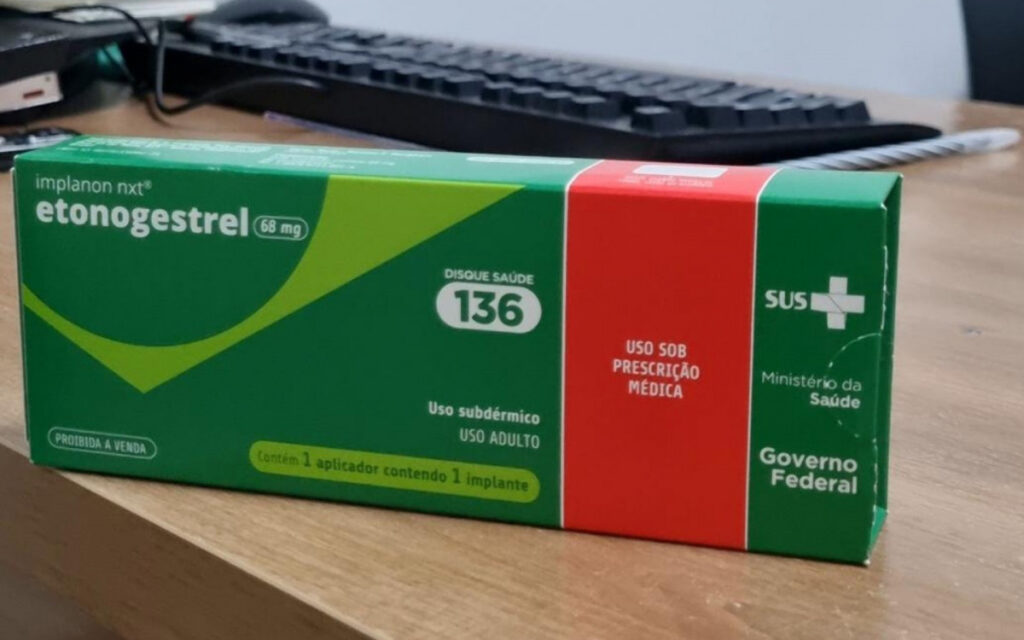 implanon nxt®
etonogestrel 68 mg
DISQUE SAÚDE
136
Uso subdérmico
USO ADULTO
PROIBIDA A VENDA
Contém 1 aplicador contendo 1 implante
USO SOB
PRESCRIÇÃO
MÉDICA
SUS
Ministério da
Saúde
Governo
Federal